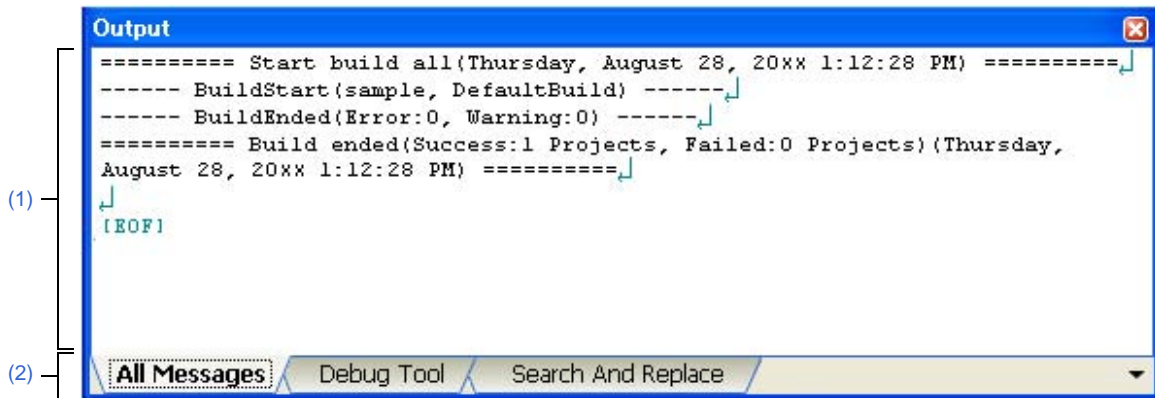 Output
========== Start build all(Thursday, August 28, 20xx 1:12:28 PM) ==========
------ BuildStart(sample, DefaultBuild) ------
------ BuildEnded(Error:0, Warning:0) ------
========== Build ended(Success:1 Projects, Failed:0 Projects)(Thursday,
August 28, 20xx 1:12:28 PM) ==========
(1)
[EOF]
(2)
All Messages Debug Tool Search And Replace